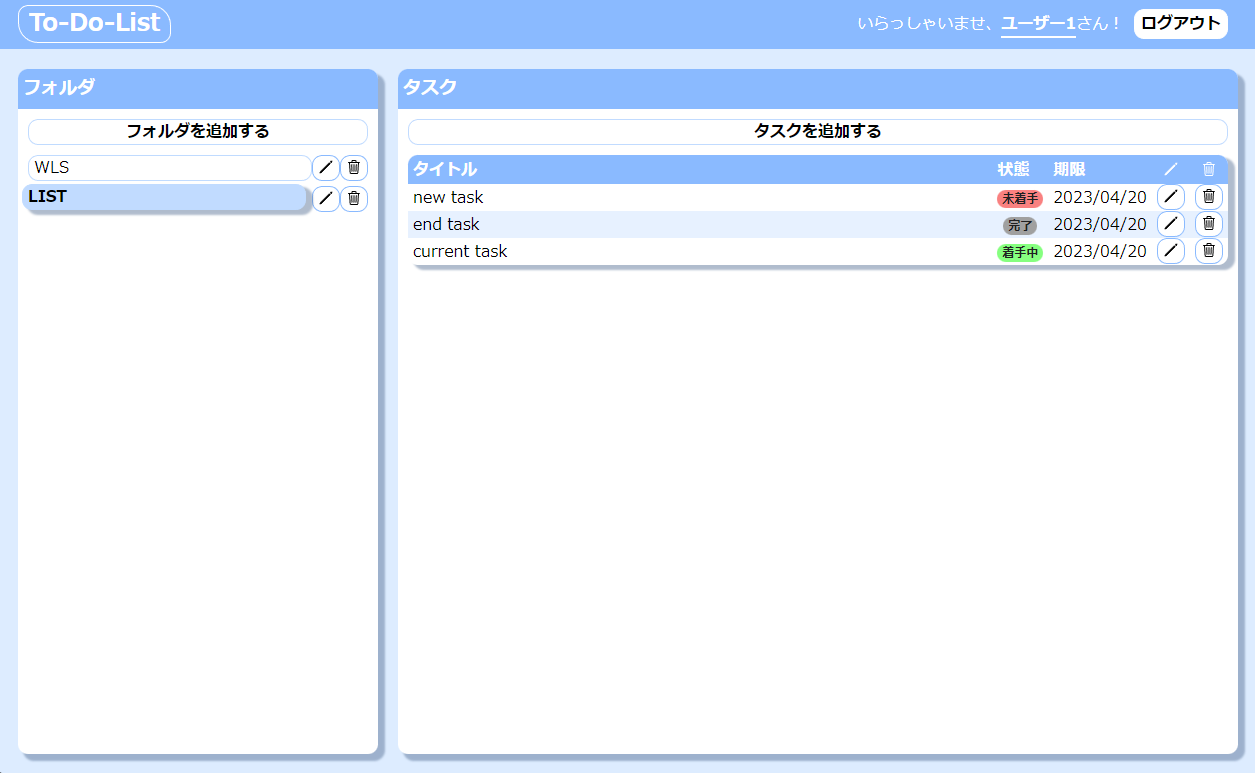 To-Do-List
いらっしゃいませ、ユーザー1さん！ ログアウト
フォルダ
フォルダを追加する
WLS
LIST
タスク
タスクを追加する
タイトル 状態 期限
new task 未着手 2023/04/20
end task 完了 2023/04/20
current task 着手中 2023/04/20